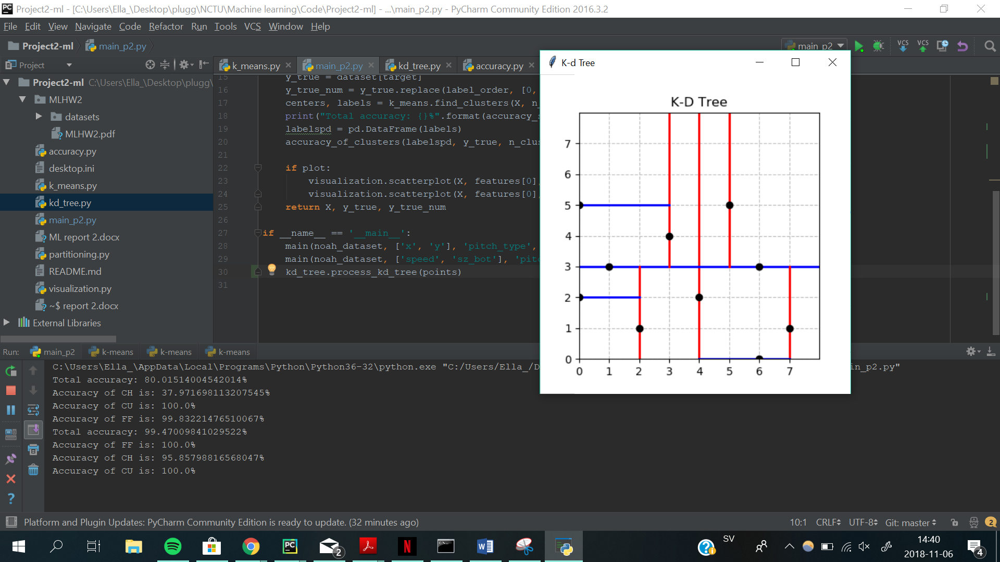 Project2-ml - [C:\Users\Ella_\Desktop\plugg\NCTU\Machine learning\Code\Project2-ml] - ...\main_p2.py - PyCharm Community Edition 2016.3.2
File Edit View Navigate Code Refactor Run Tools VCS Window Help
Project2-ml main_p2.py
main_p2
VCS VCS
Project
k_means.py main_p2.py kd_tree.py accuracy.py
Project2-ml C:\Users\Ella_\Desktop\plugg\
MLHW2
datasets
MLHW2.pdf
accuracy.py
desktop.ini
k_means.py
kd_tree.py
main_p2.py
ML report 2.docx
partitioning.py
README.md
visualization.py
~$ report 2.docx
External Libraries
15 y_true = dataset[target]
16 y_true_num = y_true.replace(label_order, [0,
17 centers, labels = k_means.find_clusters(X, n_
18 print("Total accuracy: {}%".format(accuracy_s
19 labelspd = pd.DataFrame(labels)
20 accuracy_of_clusters(labelspd, y_true, n_clus
21
22 if plot:
23 visualization.scatterplot(X, features[0],
24 visualization.scatterplot(X, features[0],
25 return X, y_true, y_true_num
26
27 if __name__ == '__main__':
28 main(noah_dataset, ['x', 'y'], 'pitch_type',
29 main(noah_dataset, ['speed', 'sz_bot'], 'pitc
30 kd_tree.process_kd_tree(points)
31
K-d Tree
K-D Tree
7
6
5
4
3
2
1
0
0 1 2 3 4 5 6 7
Run: main_p2 k-means k-means k-means
C:\Users\Ella_\AppData\Local\Programs\Python\Python36-32\python.exe "C:/Users/Ella_/D in_p2.py"
Total accuracy: 80.01514004542014%
Accuracy of CH is: 37.9716981132075​45%
Accuracy of CU is: 100.0%
Accuracy of FF is: 99.83221476510067%
Total accuracy: 99.47009841029522%
Accuracy of FF is: 100.0%
Accuracy of CH is: 95.85798816568047%
Accuracy of CU is: 100.0%
Platform and Plugin Updates: PyCharm Community Edition is ready to update. (32 minutes ago)
10:1 CRLF UTF-8 Git: master 2
PC 2 N W SV
14:40
2018-11-06
4